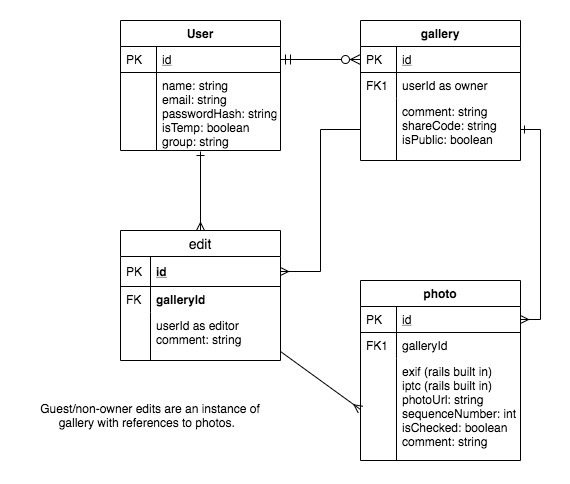 User
PK id
name: string
email: string
passwordHash: string
isTemp: boolean
group: string
gallery
PK id
FK1 userId as owner
comment: string
shareCode: string
isPublic: boolean
edit
PK id
FK galleryId
userId as editor
comment: string
photo
PK id
FK1 galleryId
exif (rails built in)
iptc (rails built in)
photoUrl: string
sequenceNumber: int
isChecked: boolean
comment: string
Guest/non-owner edits are an instance of
gallery with references to photos.